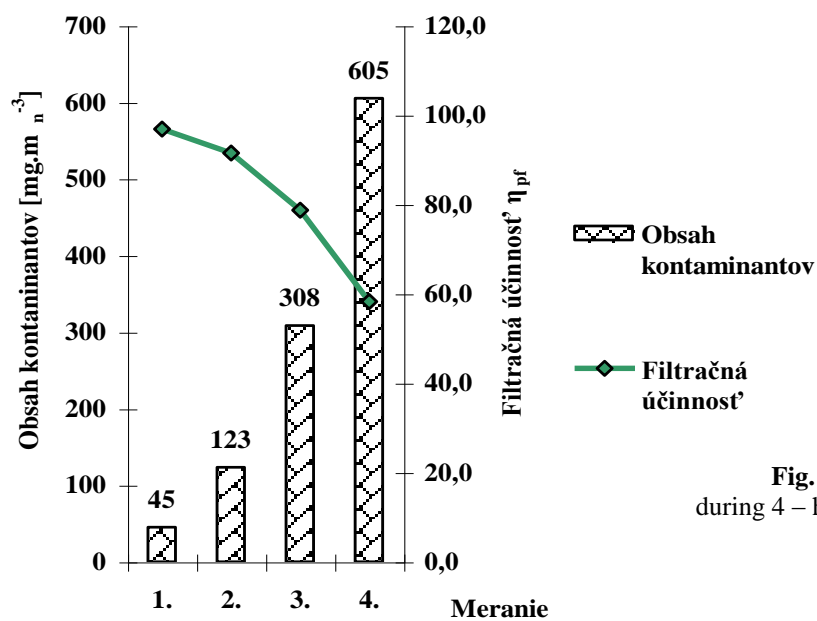 Obsah kontaninantov [mg.m n -3]
700
600
500
400
300
200
100
0
45
123
308
605
1.
2.
3.
4.
Meranie
120,0
100,0
80,0
60,0
40,0
20,0
0,0
Filtračná účinnosť η pf
Obsah
kontaminantov
Filtračná
účinnosť
Fig.
during 4 –